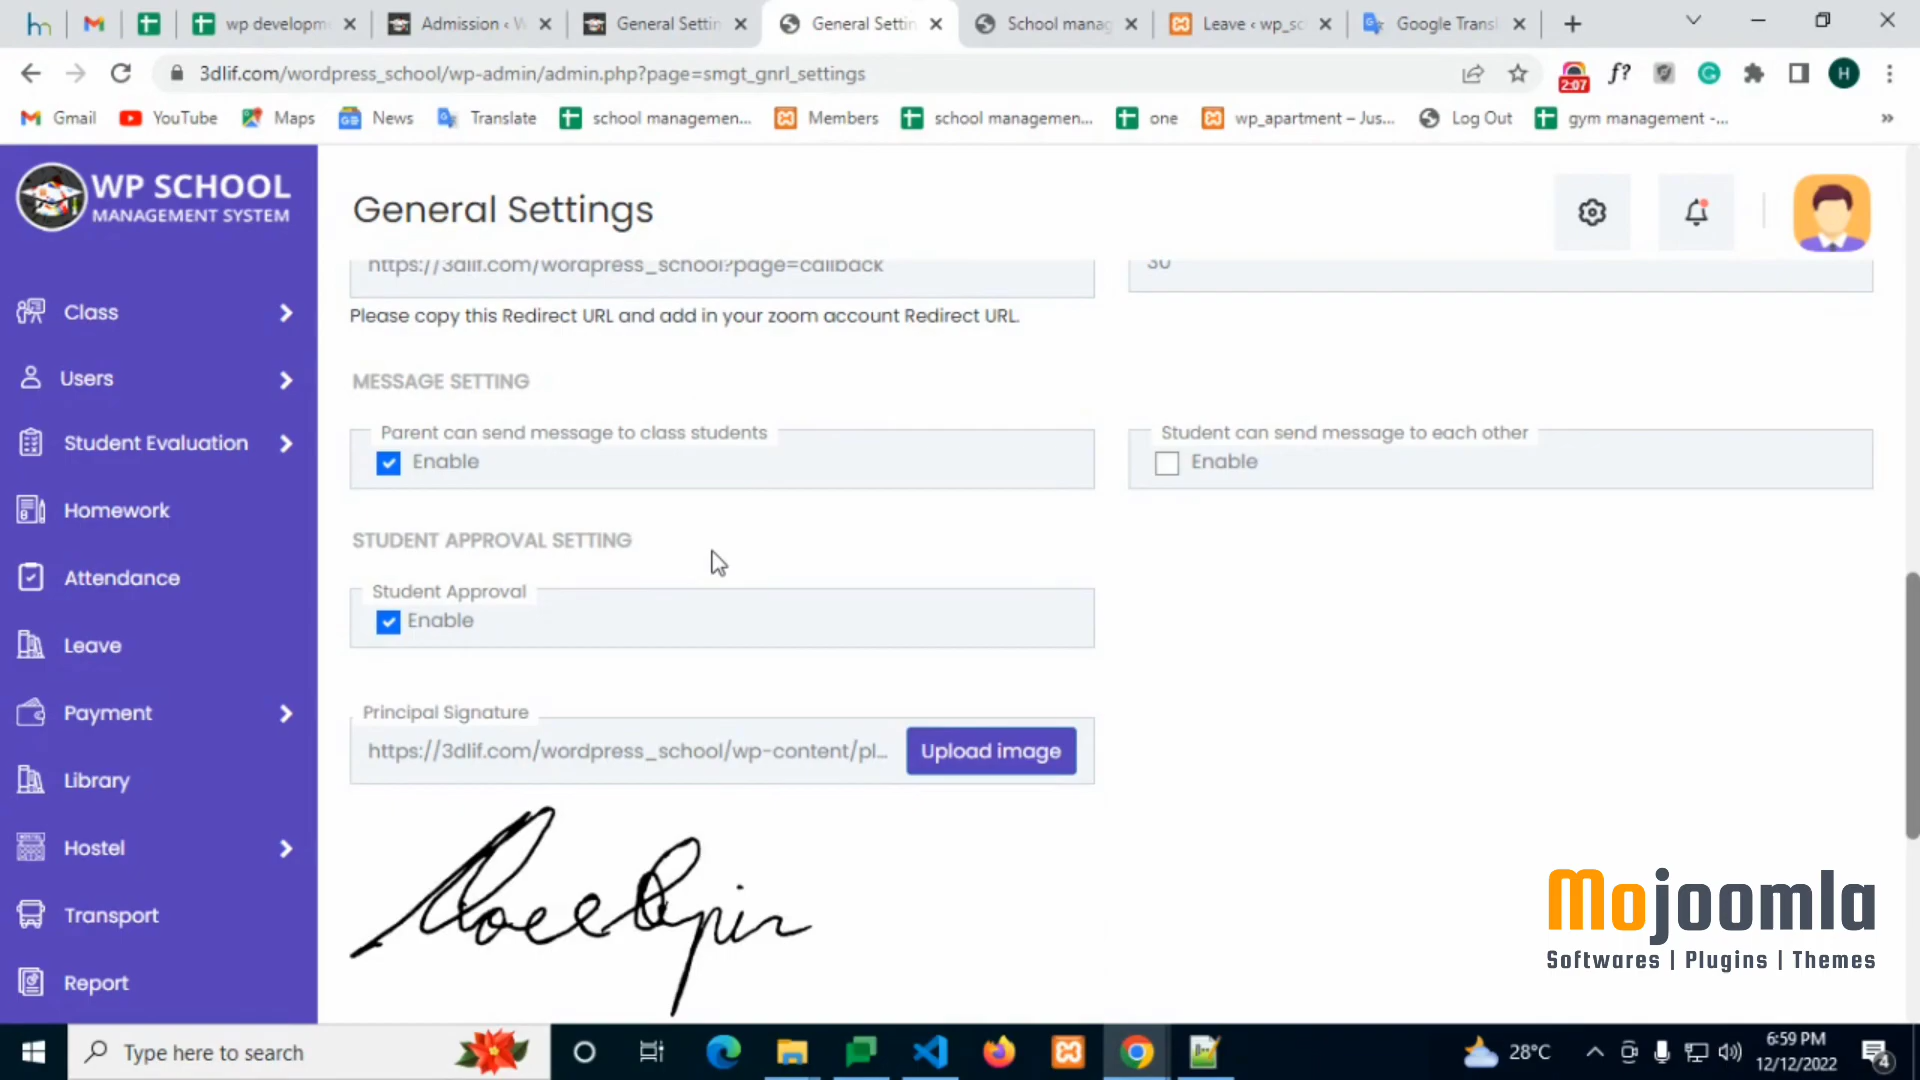 wp developm
Admission ‹ W
General Settin
General Settin
School manag
Leave ‹ wp_sc
Google Transl
3dlif.com/wordpress_school/wp-admin/admin.php?page=smgt_gnrl_settings
2:07
f?
H
Gmail
YouTube
Maps
News
Translate
school managemen...
Members
school managemen...
one
wp_apartment – Jus...
Log Out
gym management -...
»
WP SCHOOL
MANAGEMENT SYSTEM
General Settings
https://3dlif.com/wordpress_school?page=callback
30
Please copy this Redirect URL and add in your zoom account Redirect URL.
Class
Users
Student Evaluation
Homework
Attendance
Leave
Payment
Library
Hostel
Transport
Report
MESSAGE SETTING
Parent can send message to class students
Enable
Student can send message to each other
Enable
STUDENT APPROVAL SETTING
Student Approval
Enable
Principal Signature
https://3dlif.com/wordpress_school/wp-content/pl...
Upload image
Mojoomla
Softwares | Plugins | Themes
Type here to search
28°C
6:59 PM
12/12/2022
4